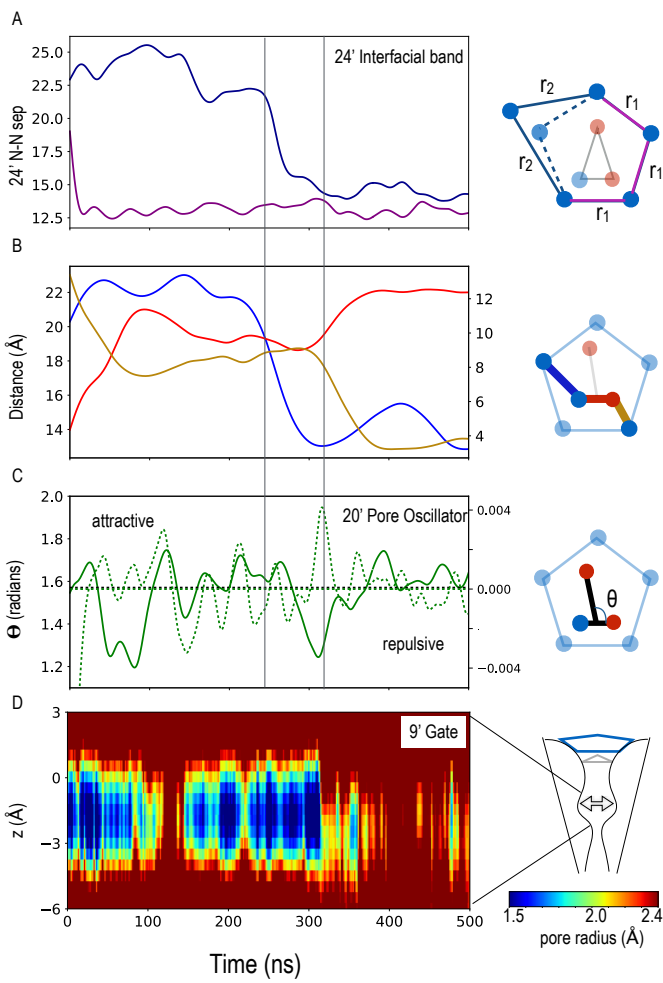 A
24' Interfacial band
24' N-N sep
25.0
22.5
20.0
17.5
15.0
12.5
r2
r1
r2
r1
r1
B
Distance (Å)
22
20
18
16
14
12
10
8
6
4
C
attractive
20' Pore Oscillator
repulsive
Θ (radians)
2.0
1.8
1.6
1.4
1.2
0.004
0.000
−0.004
θ
D
9' Gate
z (Å)
3
0
−3
−6
0
100
200
300
400
500
Time (ns)
1.5
2.0
2.4
pore radius (Å)